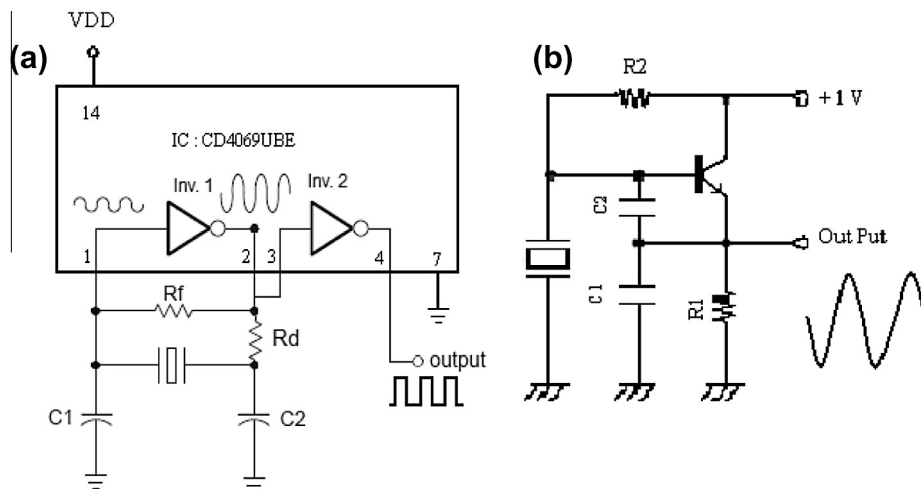 VDD
(a)
14
IC : CD4069UBE
Inv. 1
Inv. 2
1
2
3
4
7
Rf
Rd
output
C1
C2
(b)
R2
+1 V
C2
Out Put
C1
R1